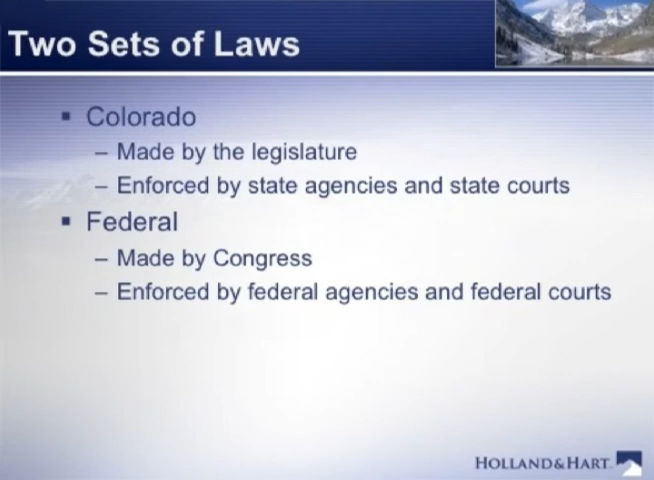 Two Sets of Laws
▪ Colorado
– Made by the legislature
– Enforced by state agencies and state courts
▪ Federal
– Made by Congress
– Enforced by federal agencies and federal courts
HOLLAND&HART